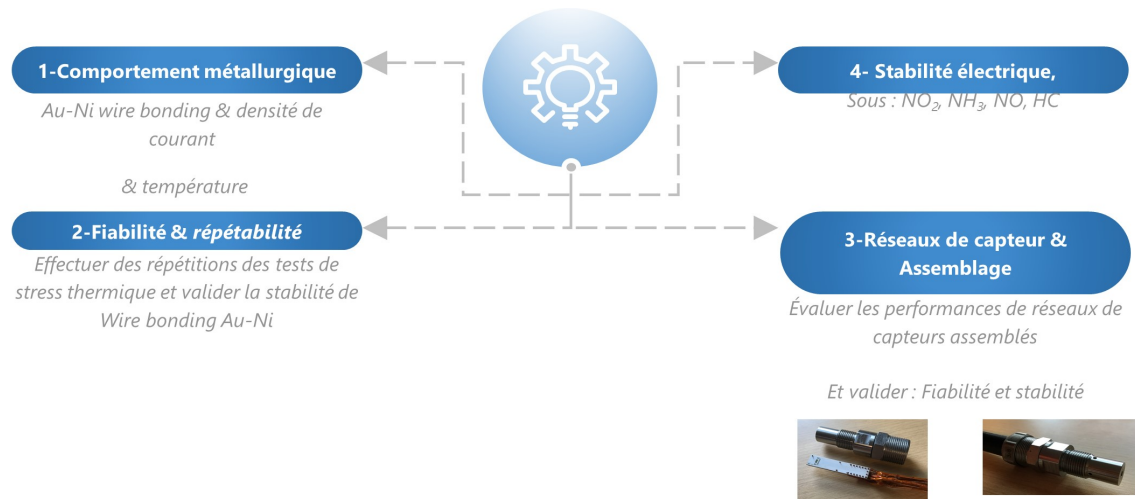 1-Comportement métallurgique
Au-Ni wire bonding & densité de
courant
& température
2-Fiabilité & répétabilité
Effectuer des répétitions des tests de
stress thermique et valider la stabilité de
Wire bonding Au-Ni
4- Stabilité électrique,
Sous : NO₂, NH₃, NO, HC
3-Réseaux de capteur &
Assemblage
Évaluer les performances de réseaux de
capteurs assemblés
Et valider : Fiabilité et stabilité